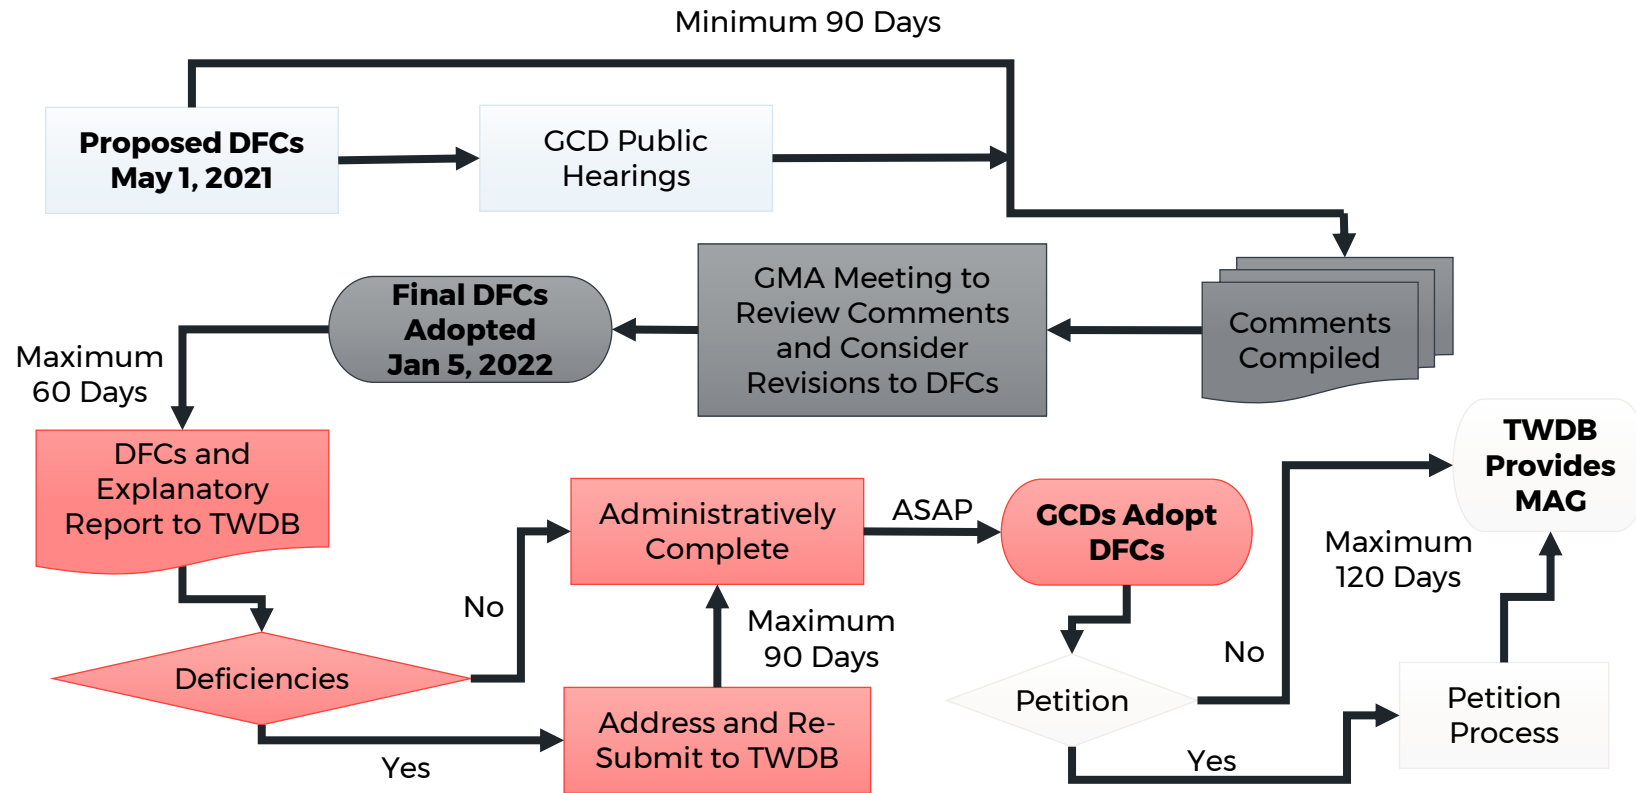 Minimum 90 Days
Proposed DFCs
May 1, 2021
GCD Public
Hearings
Comments
Compiled
GMA Meeting to
Review Comments
and Consider
Revisions to DFCs
Final DFCs
Adopted
Jan 5, 2022
Maximum
60 Days
DFCs and
Explanatory
Report to TWDB
Deficiencies
No
Yes
Address and Re-
Submit to TWDB
Maximum
90 Days
Administratively
Complete
ASAP
GCDs Adopt
DFCs
Petition
No
Yes
Petition
Process
Maximum
120 Days
TWDB
Provides
MAG